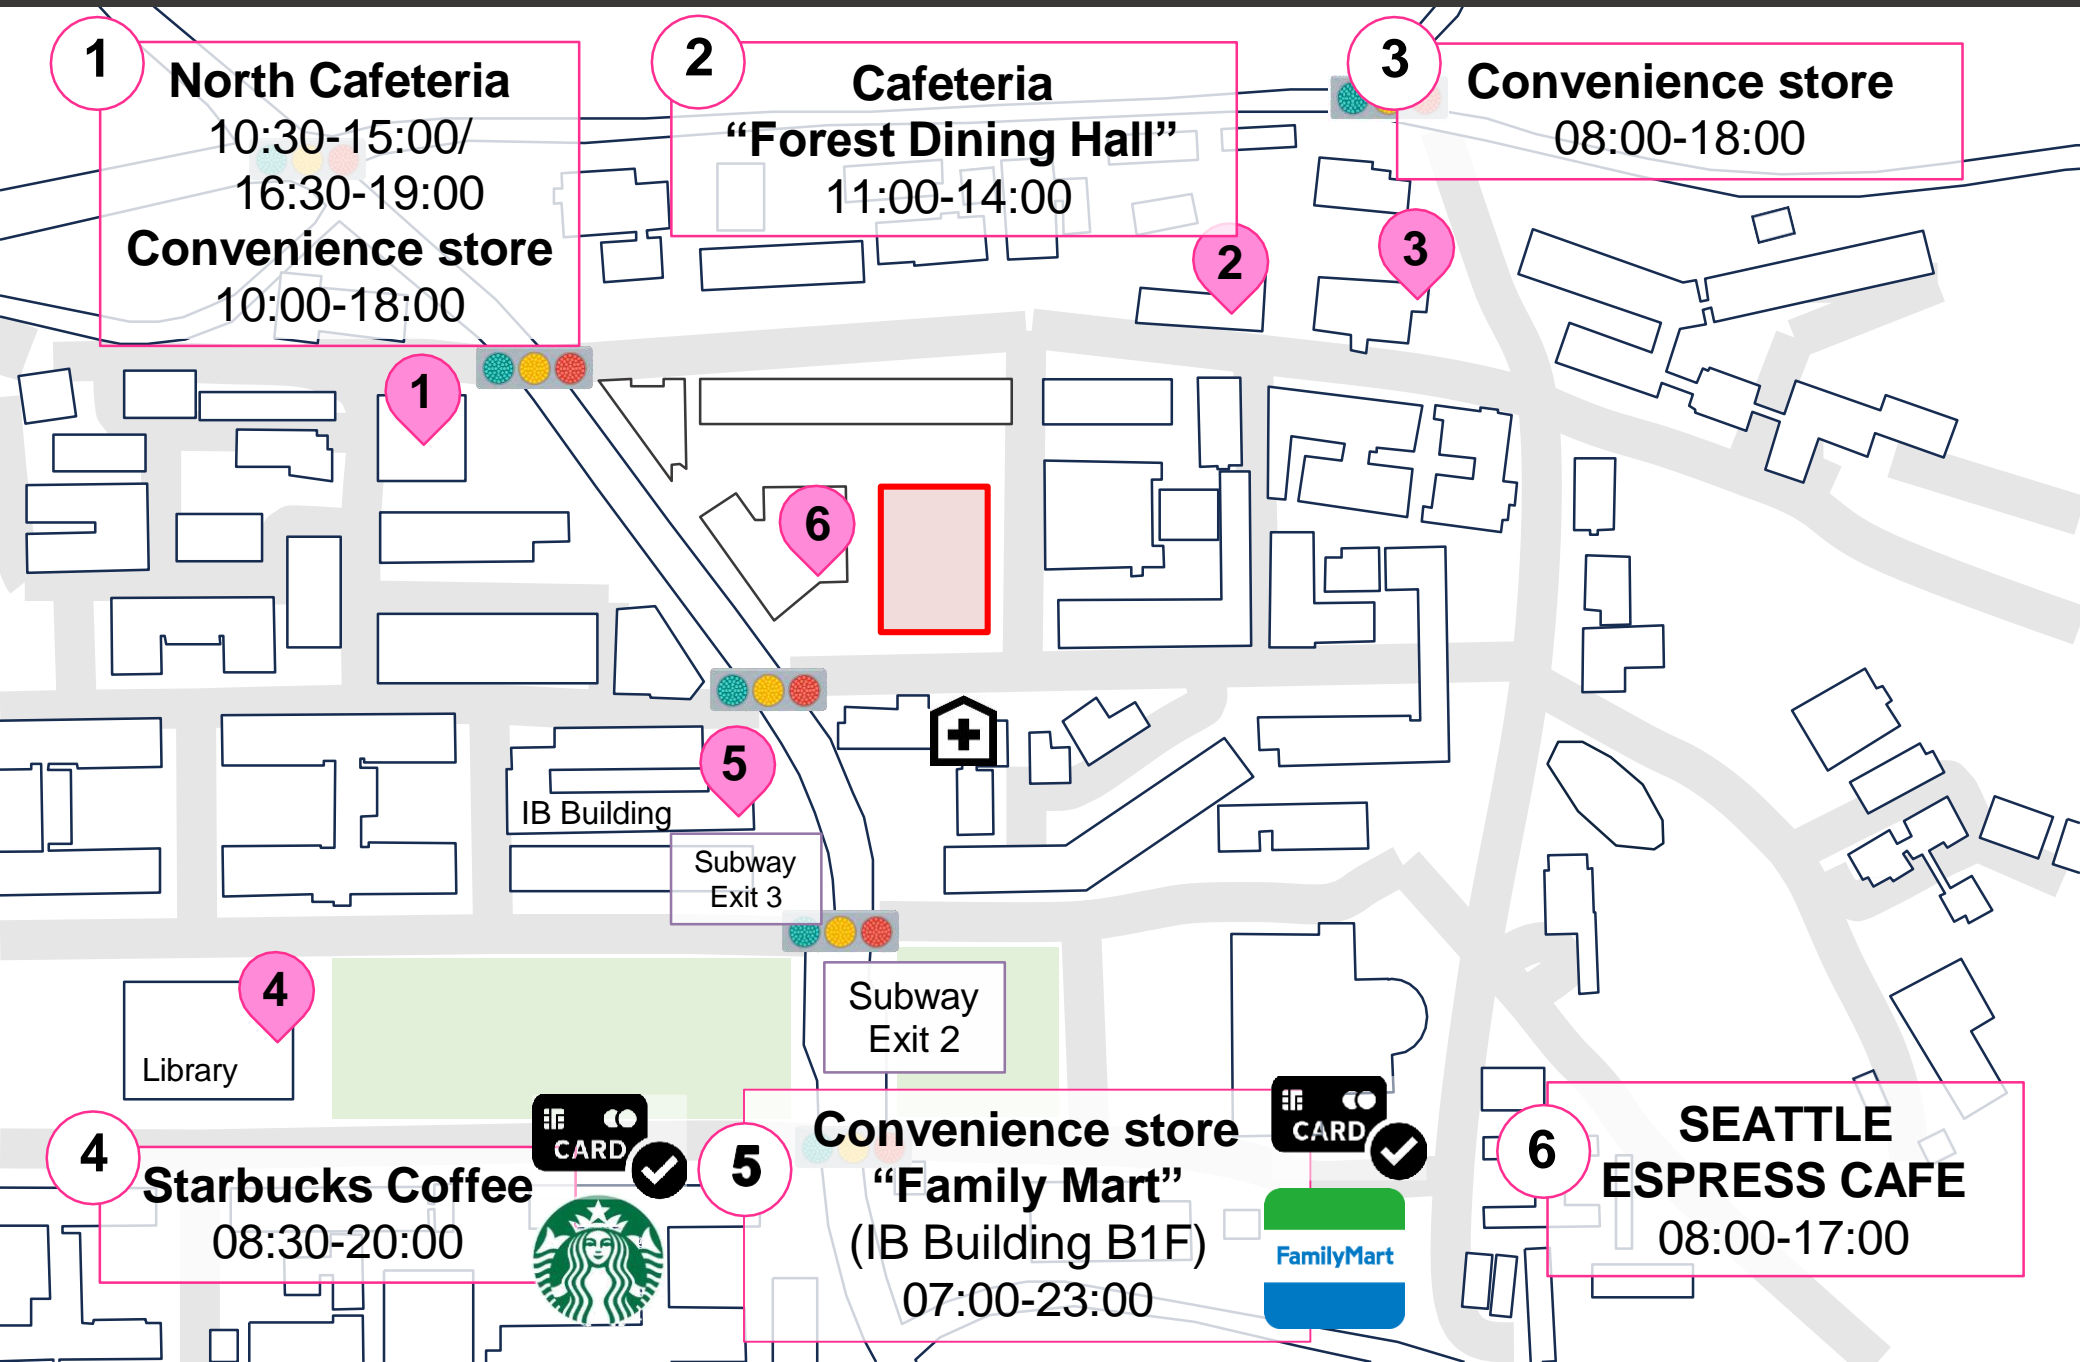 1
North Cafeteria
10:30-15:00/
16:30-19:00
Convenience store
10:00-18:00
2
Cafeteria
“Forest Dining Hall”
11:00-14:00
3
Convenience store
08:00-18:00
2
3
1
6
5
IB Building
Subway
Exit 3
4
Library
Subway
Exit 2
4
Starbucks Coffee
08:30-20:00
CARD
5
Convenience store
“Family Mart”
(IB Building B1F)
07:00-23:00
CARD
FamilyMart
6
SEATTLE
ESPRESS CAFE
08:00-17:00